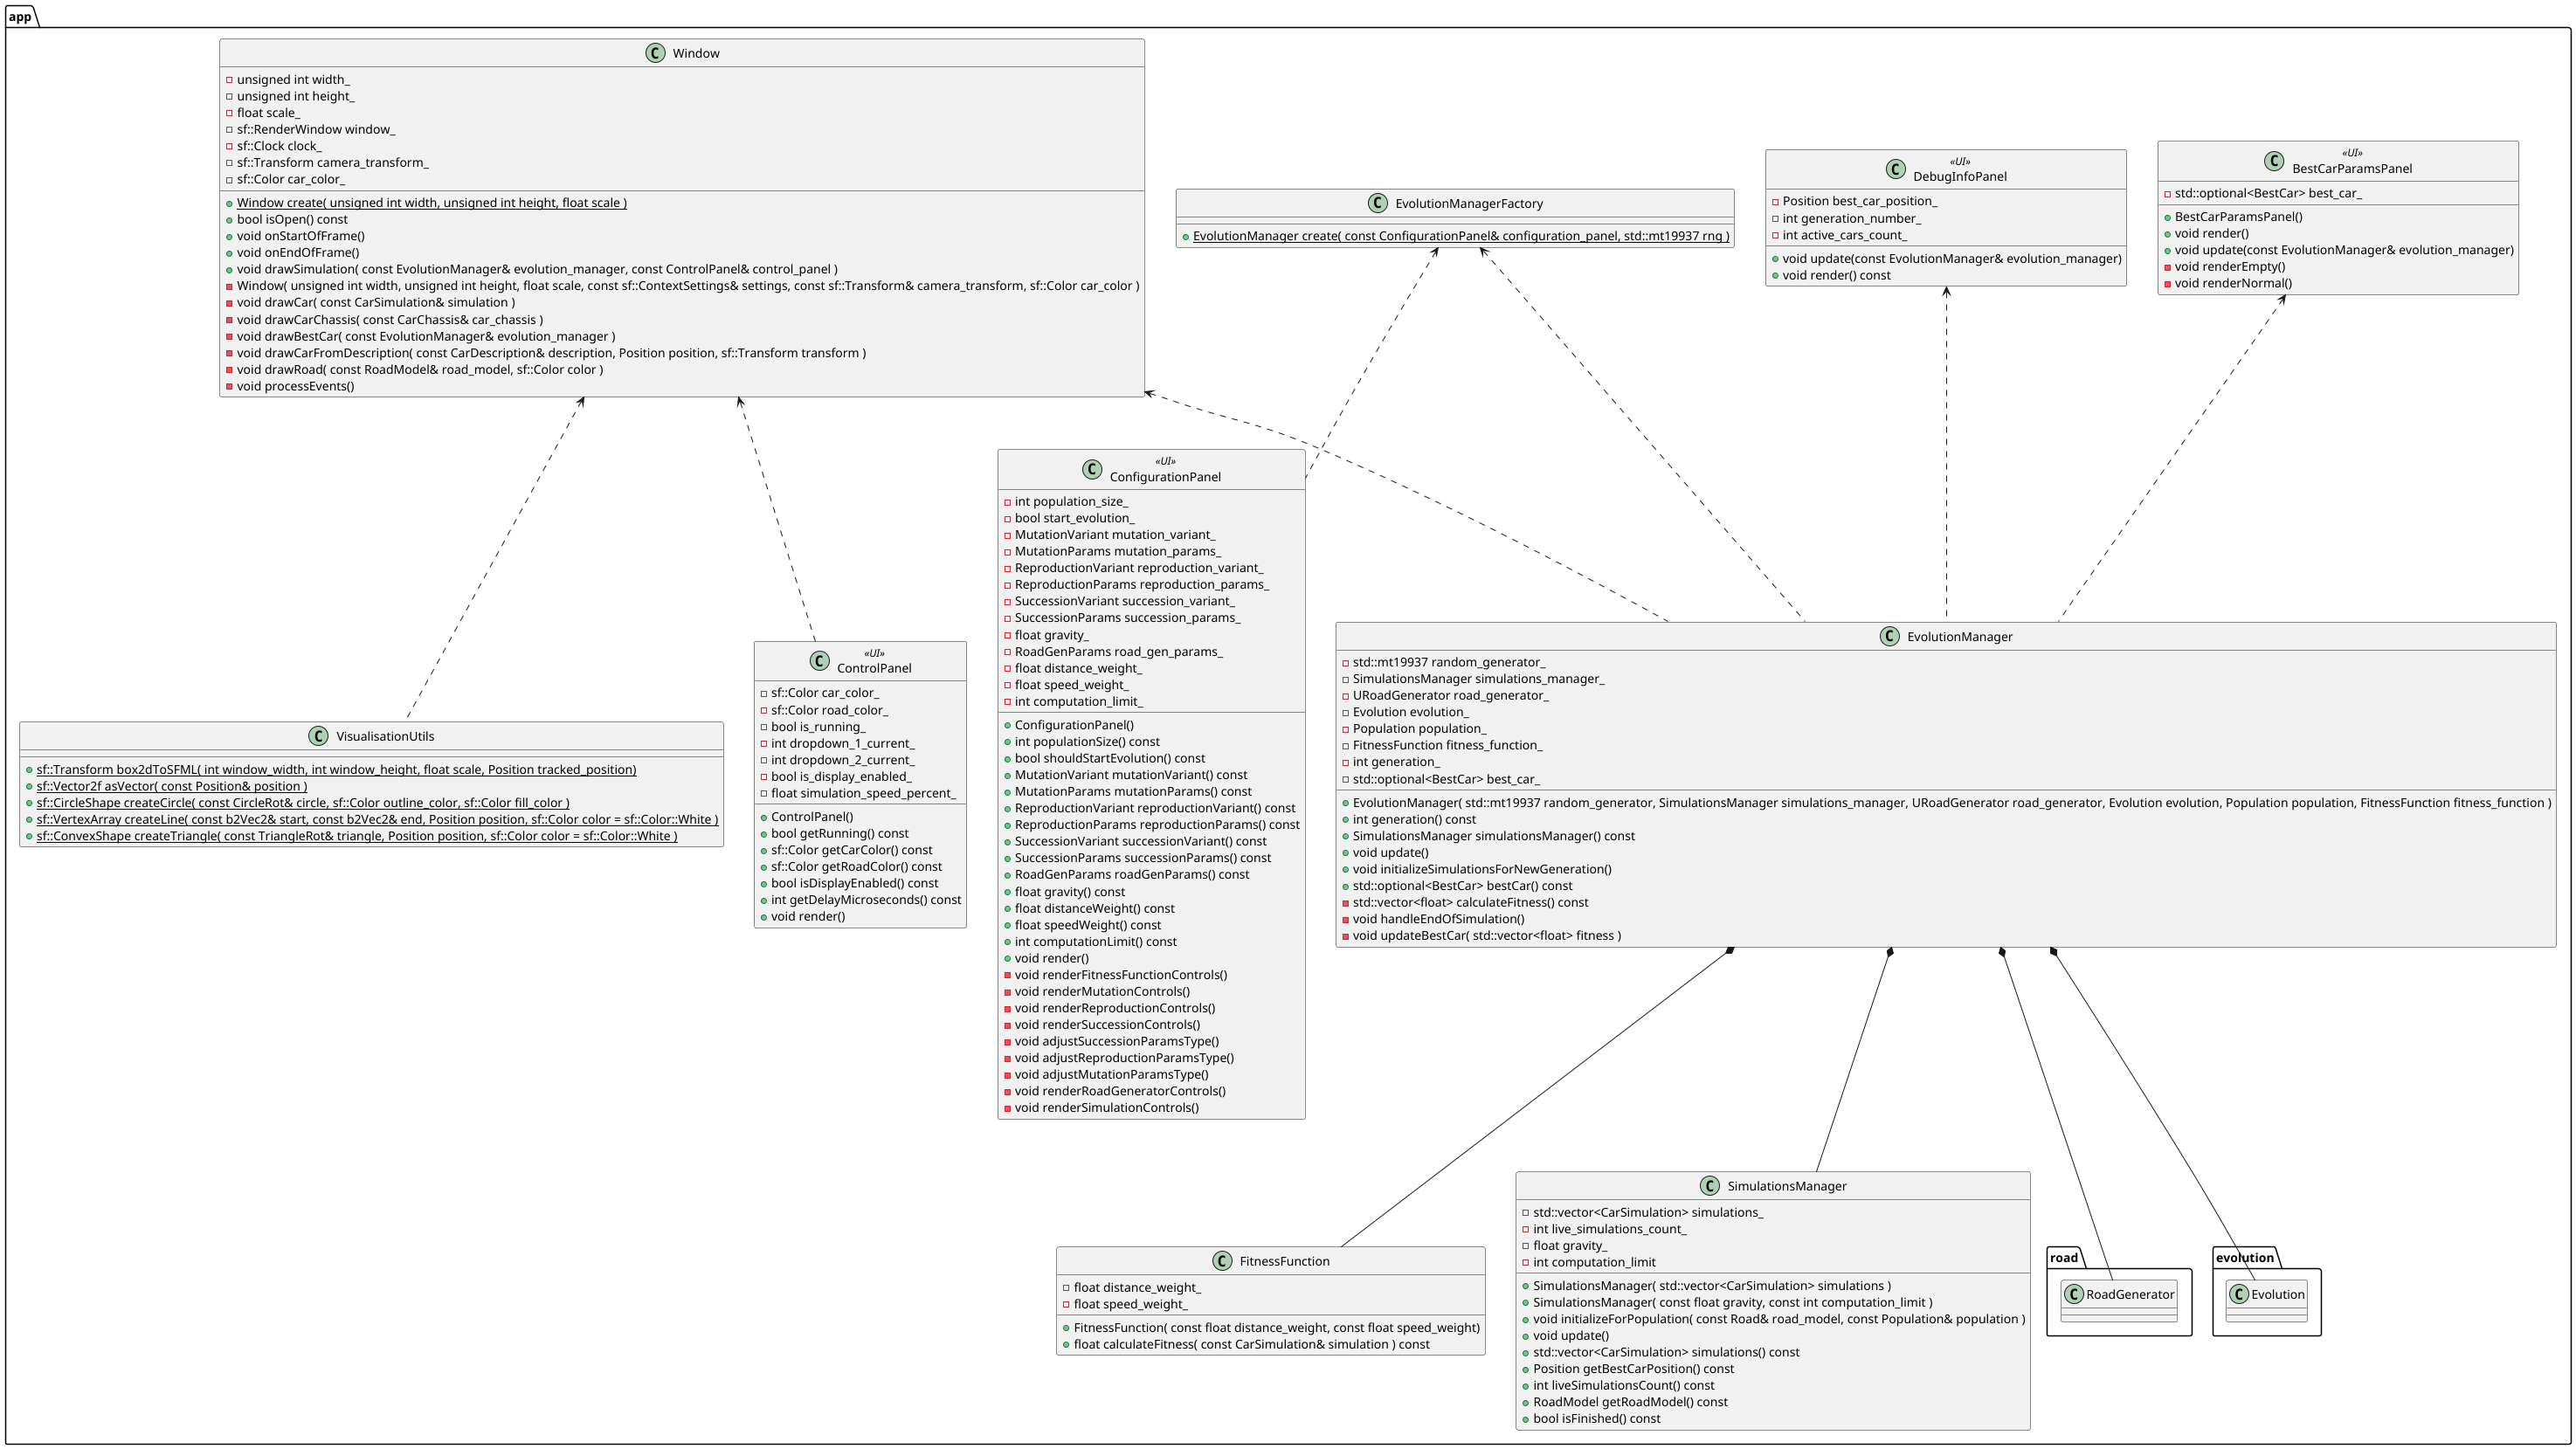 app
C Window
unsigned int width_
unsigned int height_
float scale_
sf::RenderWindow window_
sf::Clock clock_
sf::Transform camera_transform_
sf::Color car_color_
Window create( unsigned int width, unsigned int height, float scale )
bool isOpen() const
void onStartOfFrame()
void onEndOfFrame()
void drawSimulation( const EvolutionManager& evolution_manager, const ControlPanel& control_panel )
Window( unsigned int width, unsigned int height, float scale, const sf::ContextSettings& settings, const sf::Transform& camera_transform, sf::Color car_color )
void drawCar( const CarSimulation& simulation )
void drawCarChassis( const CarChassis& car_chassis )
void drawBestCar( const EvolutionManager& evolution_manager )
void drawCarFromDescription( const CarDescription& description, Position position, sf::Transform transform )
void drawRoad( const RoadModel& road_model, sf::Color color )
void processEvents()
C EvolutionManagerFactory
EvolutionManager create( const ConfigurationPanel& configuration_panel, std::mt19937 rng )
«UI»
C DebugInfoPanel
Position best_car_position_
int generation_number_
int active_cars_count_
void update(const EvolutionManager& evolution_manager)
void render() const
«UI»
C BestCarParamsPanel
std::optional<BestCar> best_car_
BestCarParamsPanel()
void render()
void update(const EvolutionManager& evolution_manager)
void renderEmpty()
void renderNormal()
C VisualisationUtils
sf::Transform box2dToSFML( int window_width, int window_height, float scale, Position tracked_position)
sf::Vector2f asVector( const Position& position )
sf::CircleShape createCircle( const CircleRot& circle, sf::Color outline_color, sf::Color fill_color )
sf::VertexArray createLine( const b2Vec2& start, const b2Vec2& end, Position position, sf::Color color = sf::Color::White )
sf::ConvexShape createTriangle( const TriangleRot& triangle, Position position, sf::Color color = sf::Color::White )
«UI»
C ControlPanel
sf::Color car_color_
sf::Color road_color_
bool is_running_
int dropdown_1_current_
int dropdown_2_current_
bool is_display_enabled_
float simulation_speed_percent_
ControlPanel()
bool getRunning() const
sf::Color getCarColor() const
sf::Color getRoadColor() const
bool isDisplayEnabled() const
int getDelayMicroseconds() const
void render()
«UI»
C ConfigurationPanel
int population_size_
bool start_evolution_
MutationVariant mutation_variant_
MutationParams mutation_params_
ReproductionVariant reproduction_variant_
ReproductionParams reproduction_params_
SuccessionVariant succession_variant_
SuccessionParams succession_params_
float gravity_
RoadGenParams road_gen_params_
float distance_weight_
float speed_weight_
int computation_limit_
ConfigurationPanel()
int populationSize() const
bool shouldStartEvolution() const
MutationVariant mutationVariant() const
MutationParams mutationParams() const
ReproductionVariant reproductionVariant() const
ReproductionParams reproductionParams() const
SuccessionVariant successionVariant() const
SuccessionParams successionParams() const
RoadGenParams roadGenParams() const
float gravity() const
float distanceWeight() const
float speedWeight() const
int computationLimit() const
void render()
void renderFitnessFunctionControls()
void renderMutationControls()
void renderReproductionControls()
void renderSuccessionControls()
void adjustSuccessionParamsType()
void adjustReproductionParamsType()
void adjustMutationParamsType()
void renderRoadGeneratorControls()
void renderSimulationControls()
C EvolutionManager
std::mt19937 random_generator_
SimulationsManager simulations_manager_
URoadGenerator road_generator_
Evolution evolution_
Population population_
FitnessFunction fitness_function_
int generation_
std::optional<BestCar> best_car_
EvolutionManager( std::mt19937 random_generator, SimulationsManager simulations_manager, URoadGenerator road_generator, Evolution evolution, Population population, FitnessFunction fitness_function )
int generation() const
SimulationsManager simulationsManager() const
void update()
void initializeSimulationsForNewGeneration()
std::optional<BestCar> bestCar() const
std::vector<float> calculateFitness() const
void handleEndOfSimulation()
void updateBestCar( std::vector<float> fitness )
C FitnessFunction
float distance_weight_
float speed_weight_
FitnessFunction( const float distance_weight, const float speed_weight)
float calculateFitness( const CarSimulation& simulation ) const
C SimulationsManager
std::vector<CarSimulation> simulations_
int live_simulations_count_
float gravity_
int computation_limit
SimulationsManager( std::vector<CarSimulation> simulations )
SimulationsManager( const float gravity, const int computation_limit )
void initializeForPopulation( const Road& road_model, const Population& population )
void update()
std::vector<CarSimulation> simulations() const
Position getBestCarPosition() const
int liveSimulationsCount() const
RoadModel getRoadModel() const
bool isFinished() const
road
C RoadGenerator
evolution
C Evolution